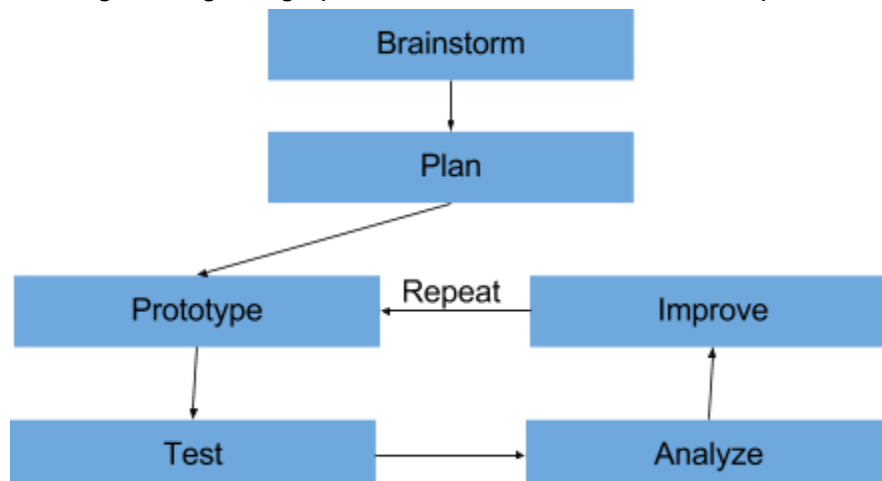 Brainstorm
Plan
Prototype
Repeat
Improve
Test
Analyze